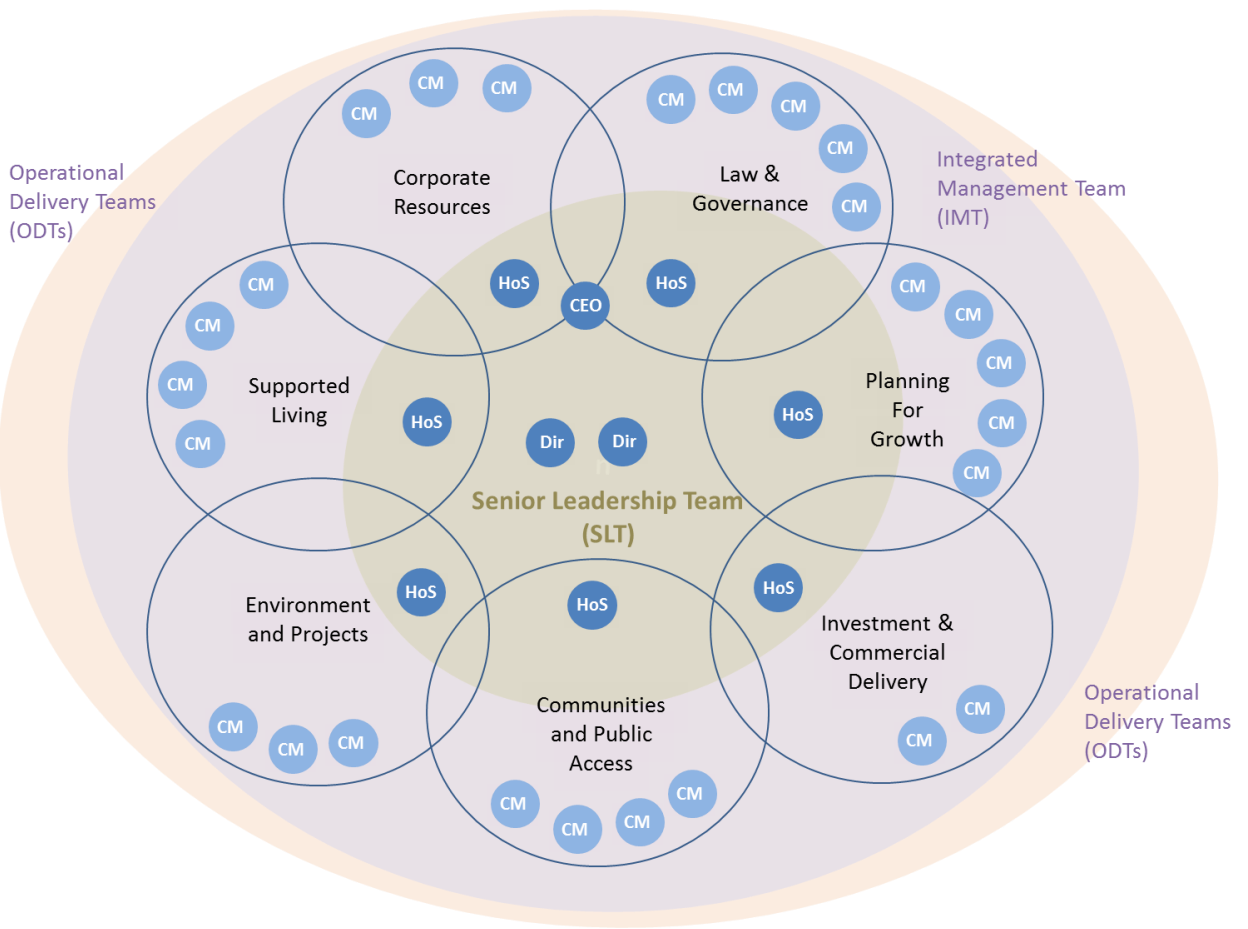 CM
CM
CM
CM
CM
CM
CM
CM
Operational
Delivery Teams
(ODTs)
Corporate
Resources
Law &
Governance
Integrated
Management Team
(IMT)
HoS
CEO
HoS
CM
CM
CM
CM
Supported
Living
HoS
CM
CM
CM
CM
CM
Planning
For
Growth
HoS
Dir
Dir
n
Senior Leadership Team
(SLT)
Environment
and Projects
HoS
HoS
HoS
Investment &
Commercial
Delivery
CM
CM
CM
Communities
and Public
Access
CM
CM
CM
CM
CM
CM
Operational
Delivery Teams
(ODTs)